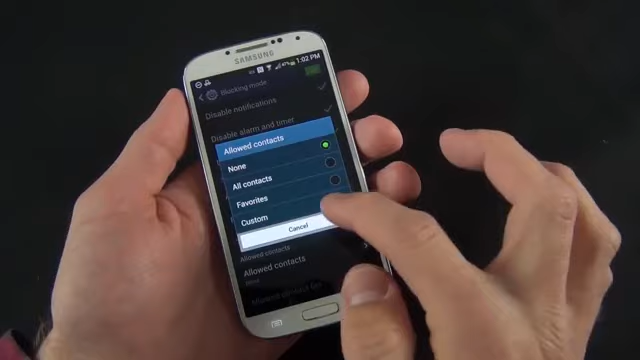 SAMSUNG
1:02 PM
Blocking mode
Disable notifications
Disable alarm and timer
Allowed contacts
None
All contacts
Favorites
Custom
Cancel
Allowed contacts
Allowed contacts
None